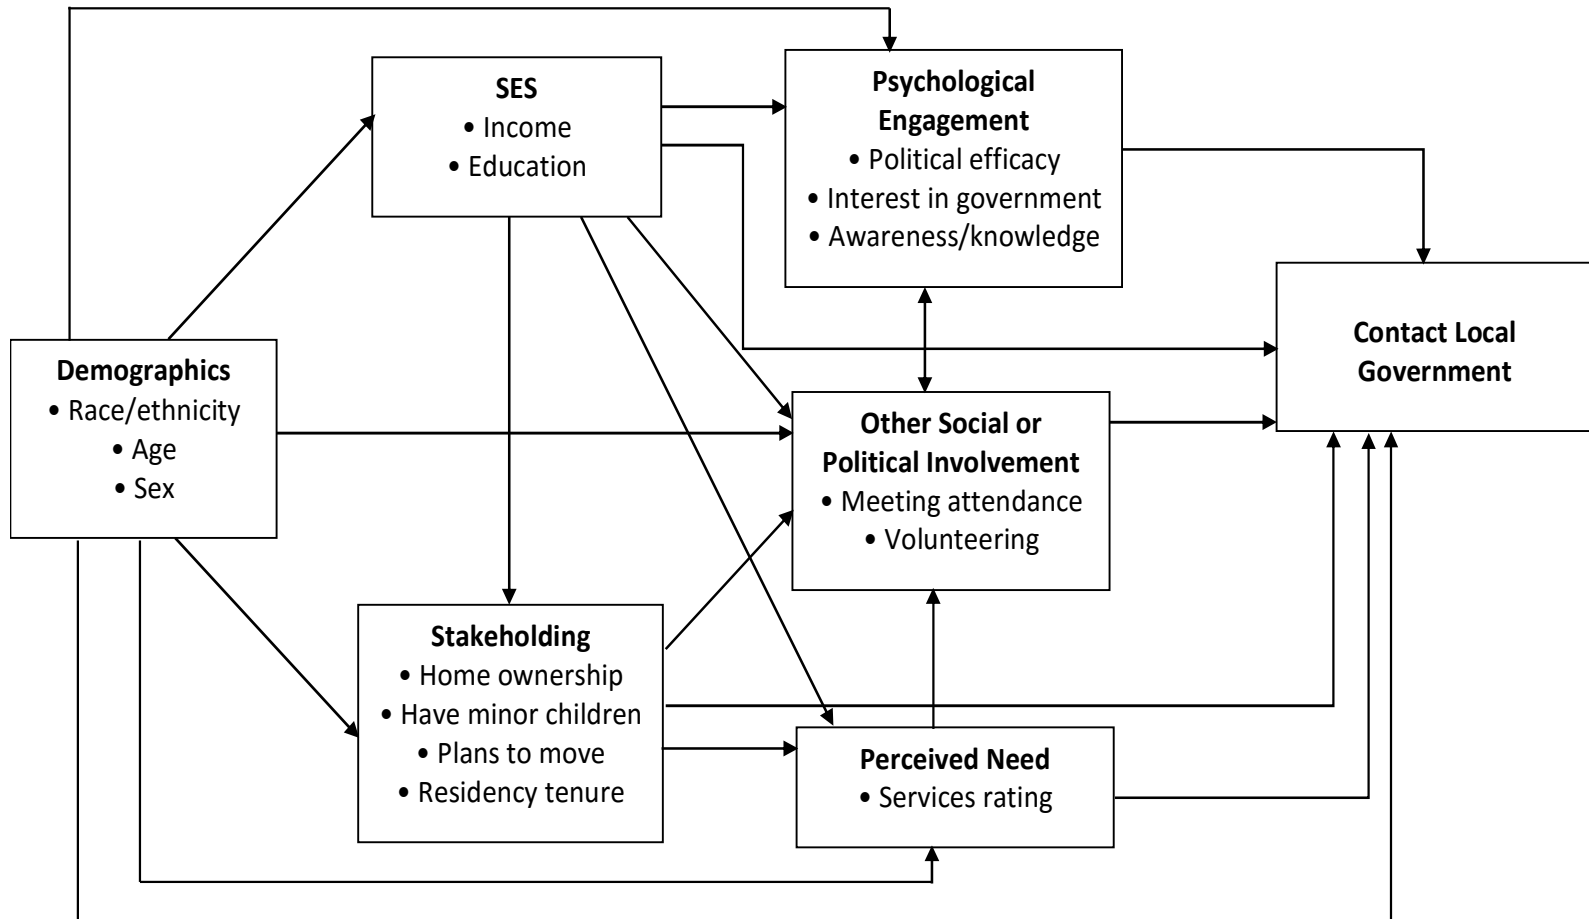 SES
• Income
• Education
Psychological
Engagement
• Political efficacy
• Interest in government
• Awareness/knowledge
Contact Local
Government
Demographics
• Race/ethnicity
• Age
• Sex
Other Social or
Political Involvement
• Meeting attendance
• Volunteering
Stakeholding
• Home ownership
• Have minor children
• Plans to move
• Residency tenure
Perceived Need
• Services rating